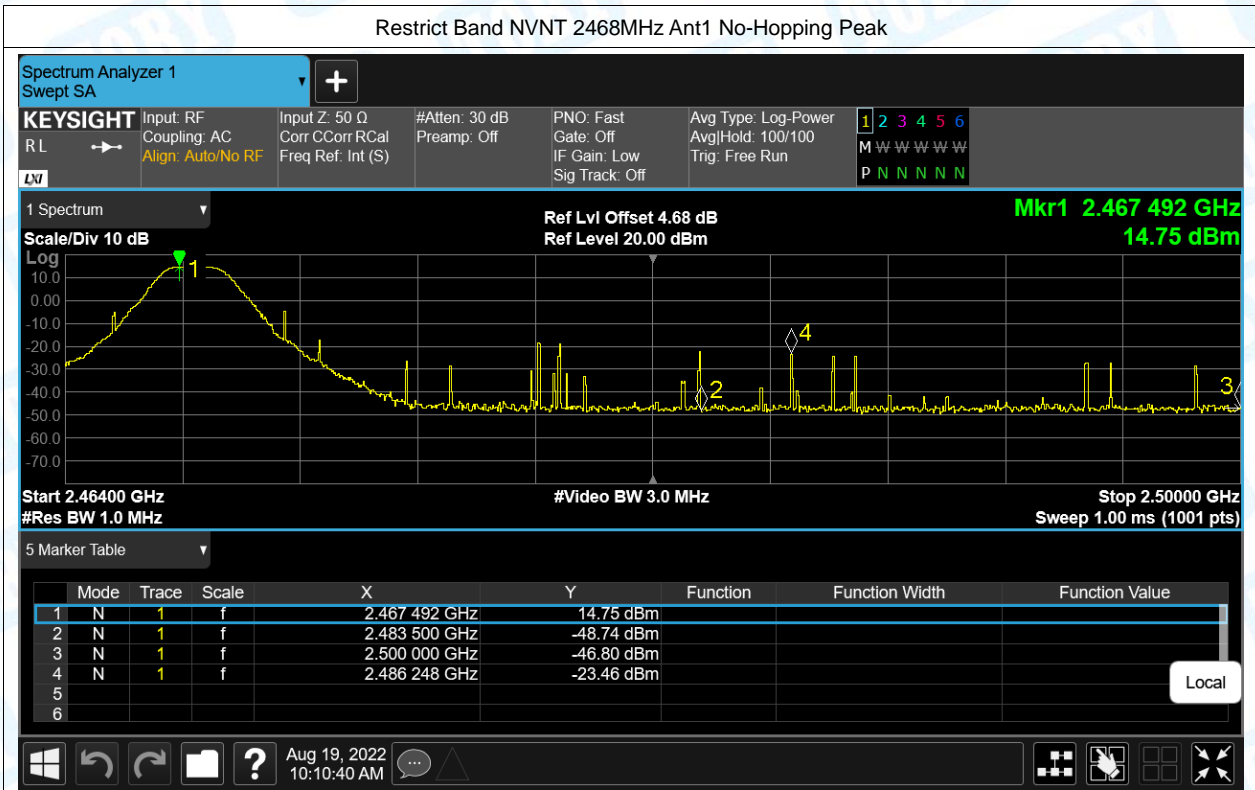 Restrict Band NVNT 2468MHz Ant1 No-Hopping Peak
Spectrum Analyzer 1
Swept SA
KEYSIGHT Input: RF Input Z: 50 Ω #Atten: 30 dB PNO: Fast Avg Type: Log-Power 1 2 3 4 5 6
RL Coupling: AC Corr CCorr RCal Preamp: Off Gate: Off Avg|Hold: 100/100 M W W W W W
Align: Auto/No RF Freq Ref: Int (S) IF Gain: Low Trig: Free Run
LXI Sig Track: Off P N N N N N
1 Spectrum Ref Lvl Offset 4.68 dB Mkr1 2.467 492 GHz
Scale/Div 10 dB Ref Level 20.00 dBm 14.75 dBm
Log
10.0 1
0.00
-10.0
-20.0 4
-30.0
-40.0 2 3
-50.0
-60.0
-70.0
Start 2.46400 GHz #Video BW 3.0 MHz Stop 2.50000 GHz
#Res BW 1.0 MHz Sweep 1.00 ms (1001 pts)
5 Marker Table
Mode Trace Scale X Y Function Function Width Function Value
1 N 1 f 2.467 492 GHz 14.75 dBm
2 N 1 f 2.483 500 GHz -48.74 dBm
3 N 1 f 2.500 000 GHz -46.80 dBm
4 N 1 f 2.486 248 GHz -23.46 dBm
5
6
Local
? Aug 19, 2022
10:10:40 AM